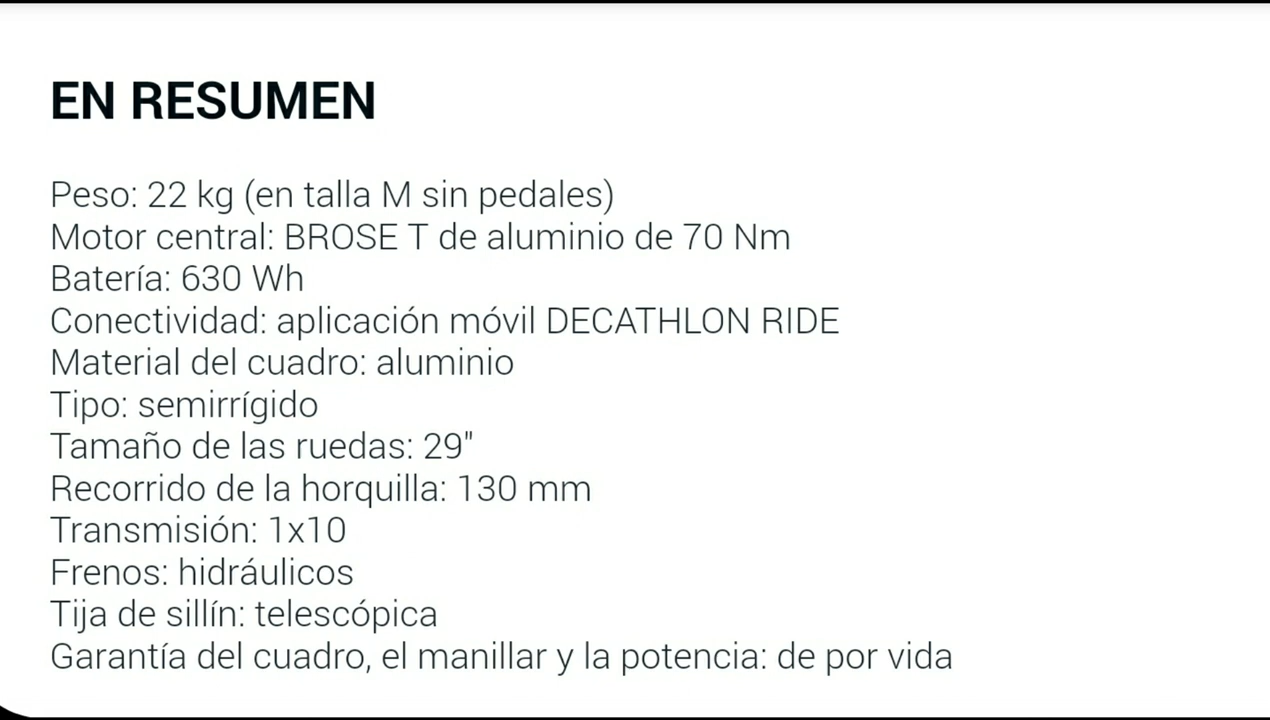 EN RESUMEN
Peso: 22 kg (en talla M sin pedales)
Motor central: BROSE T de aluminio de 70 Nm
Batería: 630 Wh
Conectividad: aplicación móvil DECATHLON RIDE
Material del cuadro: aluminio
Tipo: semirrígido
Tamaño de las ruedas: 29"
Recorrido de la horquilla: 130 mm
Transmisión: 1x10
Frenos: hidráulicos
Tija de sillín: telescópica
Garantía del cuadro, el manillar y la potencia: de por vida